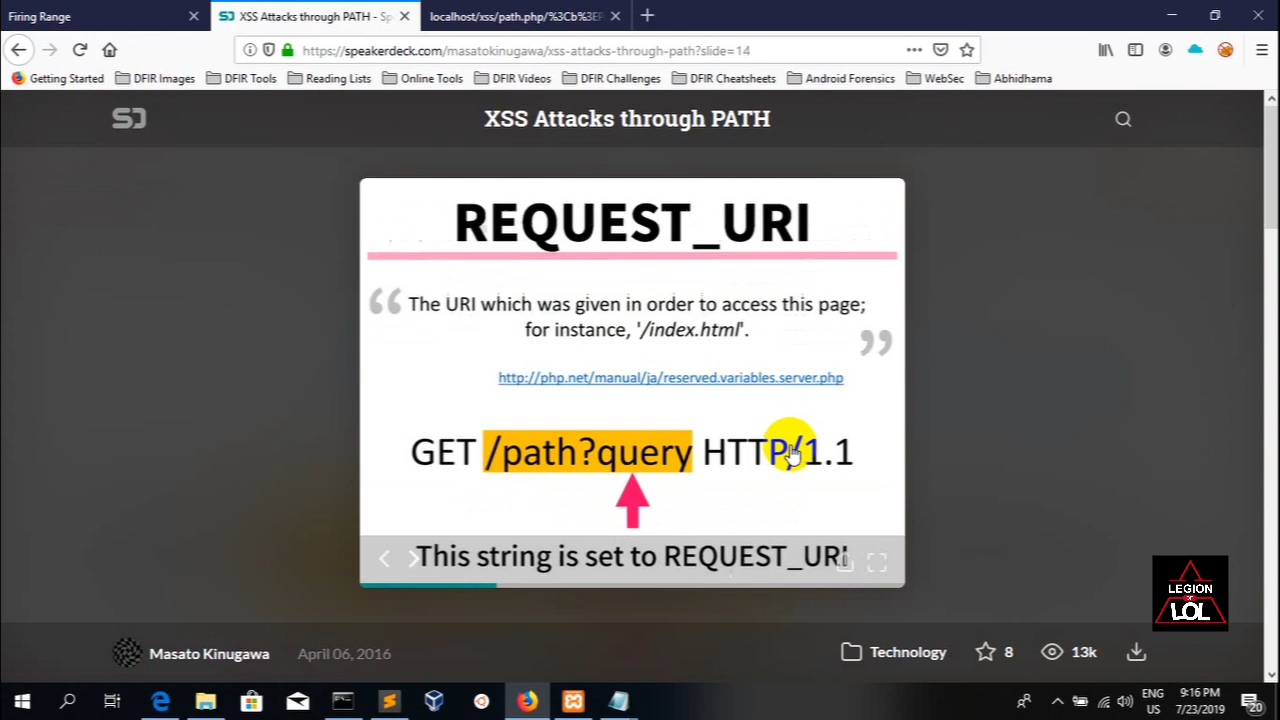 Firing Range
XSS Attacks through PATH - Sp
localhost/xss/path.php/%3Cb%3E
https://speakerdeck.com/masatokinugawa/xss-attacks-through-path?slide=14
Getting Started
DFIR Images
DFIR Tools
Reading Lists
Online Tools
DFIR Videos
DFIR Challenges
DFIR Cheatsheets
Android Forensics
WebSec
Abhidhama
XSS Attacks through PATH
REQUEST_URI
“ The URI which was given in order to access this page;
for instance, '/index.html'. ”
http://php.net/manual/ja/reserved.variables.server.php
GET /path?query HTTP/1.1
This string is set to REQUEST_URI
LEGION
OF
LOL
Masato Kinugawa
April 06, 2016
Technology
8
13k
ENG
US
9:16 PM
7/23/2019
20